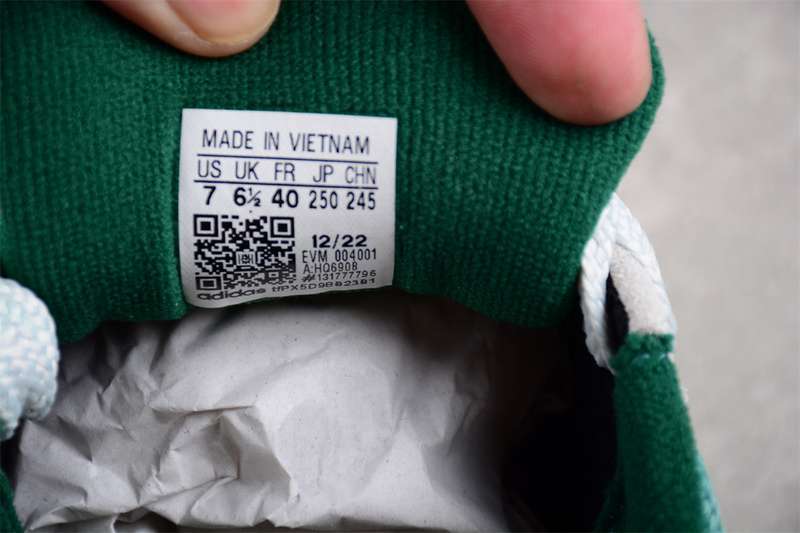 MADE IN VIETNAM
US UK FR JP CHN
7 6½ 40 250 245
12/22
EVM 004001
A:HQ6908
#131777796
adidas tfPX5D9B82381